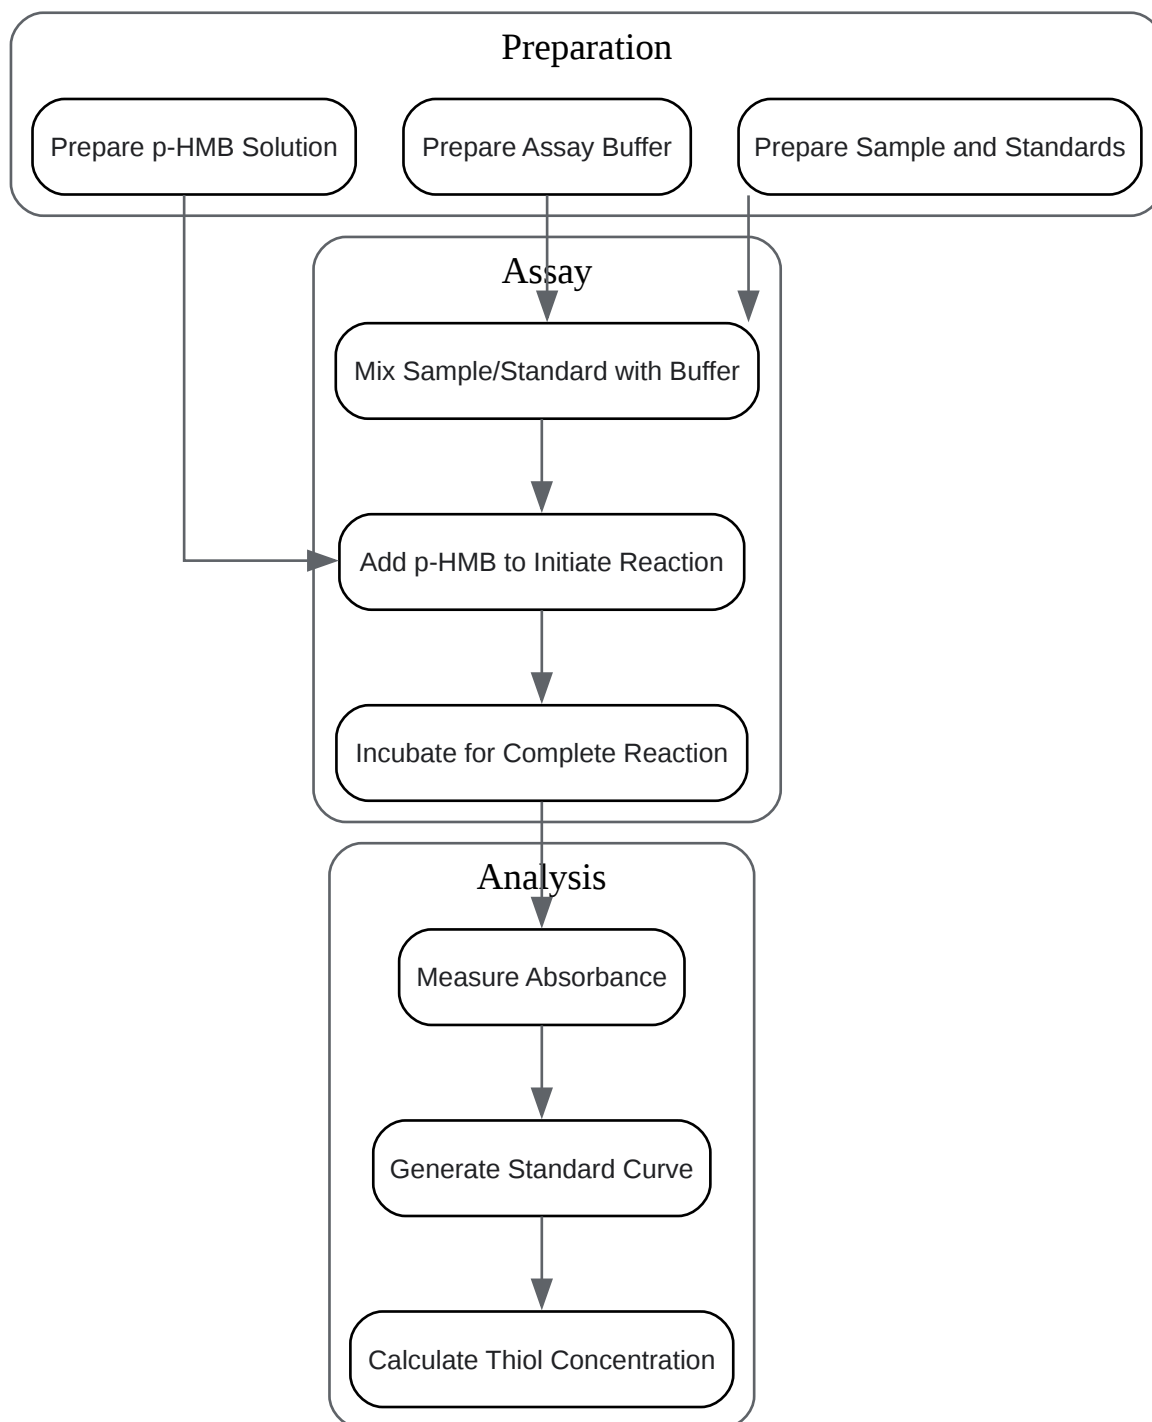 Preparation
Prepare p-HMB Solution
Prepare Assay Buffer
Prepare Sample and Standards
Assay
Mix Sample/Standard with Buffer
Add p-HMB to Initiate Reaction
Incubate for Complete Reaction
Analysis
Measure Absorbance
Generate Standard Curve
Calculate Thiol Concentration